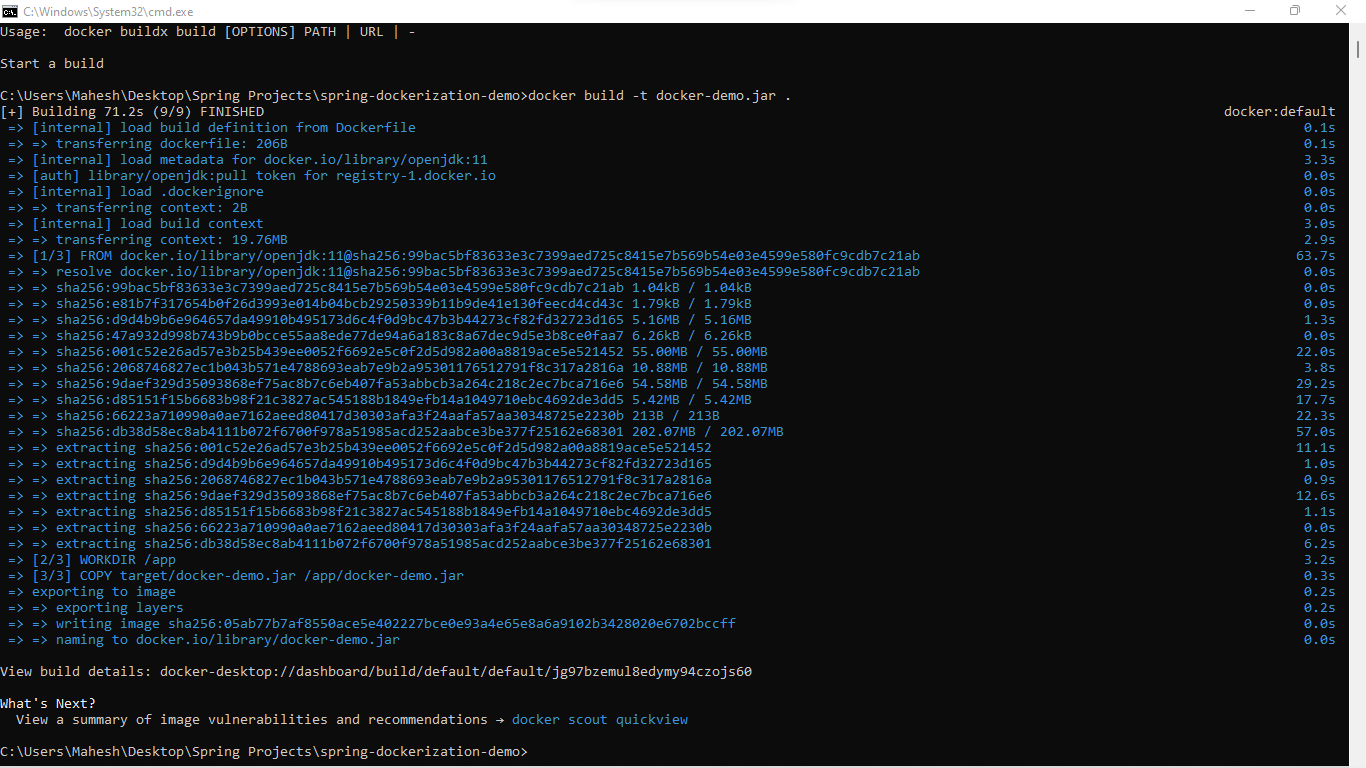 C:\Windows\System32\cmd.exe
Usage:  docker buildx build [OPTIONS] PATH | URL | -
Start a build
C:\Users\Mahesh\Desktop\Spring Projects\spring-dockerization-demo>docker build -t docker-demo.jar .
[+] Building 71.2s (9/9) FINISHED docker:default
=> [internal] load build definition from Dockerfile 0.1s
=> => transferring dockerfile: 206B 0.1s
=> [internal] load metadata for docker.io/library/openjdk:11 3.3s
=> [auth] library/openjdk:pull token for registry-1.docker.io 0.0s
=> [internal] load .dockerignore 0.0s
=> => transferring context: 2B 0.0s
=> [internal] load build context 3.0s
=> => transferring context: 19.76MB 2.9s
=> [1/3] FROM docker.io/library/openjdk:11@sha256:99bac5bf83633e3c7399aed725c8415e7b569b54e03e4599e580fc9cdb7c21ab 63.7s
=> => resolve docker.io/library/openjdk:11@sha256:99bac5bf83633e3c7399aed725c8415e7b569b54e03e4599e580fc9cdb7c21ab 0.0s
=> => sha256:99bac5bf83633e3c7399aed725c8415e7b569b54e03e4599e580fc9cdb7c21ab 1.04kB / 1.04kB 0.0s
=> => sha256:e81b7f317654b0f26d3993e014b04bcb29250339b11b9de41e130feecd4cd43c 1.79kB / 1.79kB 0.0s
=> => sha256:d9d4b9b6e964657da49910b495173d6c4f0d9bc47b3b44273cf82fd32723d165 5.16MB / 5.16MB 1.3s
=> => sha256:47a932d998b743b9b0bcce55aa8ede77de94a6a183c8a67dec9d5e3b8ce0faa7 6.26kB / 6.26kB 0.0s
=> => sha256:001c52e26ad57e3b25b439ee0052f6692e5c0f2d5d982a00a8819ace5e521452 55.00MB / 55.00MB 22.0s
=> => sha256:2068746827ec1b043b571e4788693eab7e9b2a95301176512791f8c317a2816a 10.88MB / 10.88MB 3.8s
=> => sha256:9daef329d35093868ef75ac8b7c6eb407fa53abbcb3a264c218c2ec7bca716e6 54.58MB / 54.58MB 29.2s
=> => sha256:d85151f15b6683b98f21c3827ac545188b1849efb14a1049710ebc4692de3dd5 5.42MB / 5.42MB 17.7s
=> => sha256:66223a710990a0ae7162aeed80417d30303afa3f24aafa57aa30348725e2230b 213B / 213B 22.3s
=> => sha256:db38d58ec8ab4111b072f6700f978a51985acd252aabce3be377f25162e68301 202.07MB / 202.07MB 57.0s
=> => extracting sha256:001c52e26ad57e3b25b439ee0052f6692e5c0f2d5d982a00a8819ace5e521452 11.1s
=> => extracting sha256:d9d4b9b6e964657da49910b495173d6c4f0d9bc47b3b44273cf82fd32723d165 1.0s
=> => extracting sha256:2068746827ec1b043b571e4788693eab7e9b2a95301176512791f8c317a2816a 0.9s
=> => extracting sha256:9daef329d35093868ef75ac8b7c6eb407fa53abbcb3a264c218c2ec7bca716e6 12.6s
=> => extracting sha256:d85151f15b6683b98f21c3827ac545188b1849efb14a1049710ebc4692de3dd5 1.1s
=> => extracting sha256:66223a710990a0ae7162aeed80417d30303afa3f24aafa57aa30348725e2230b 0.0s
=> => extracting sha256:db38d58ec8ab4111b072f6700f978a51985acd252aabce3be377f25162e68301 6.2s
=> [2/3] WORKDIR /app 3.2s
=> [3/3] COPY target/docker-demo.jar /app/docker-demo.jar 0.3s
=> exporting to image 0.2s
=> => exporting layers 0.2s
=> => writing image sha256:05ab77b7af8550ace5e402227bce0e93a4e65e8a6a9102b3428020e6702bccff 0.0s
=> => naming to docker.io/library/docker-demo.jar 0.0s
View build details: docker-desktop://dashboard/build/default/default/jg97bzemul8edymy94czojs60
What's Next?
View a summary of image vulnerabilities and recommendations → docker scout quickview
C:\Users\Mahesh\Desktop\Spring Projects\spring-dockerization-demo>